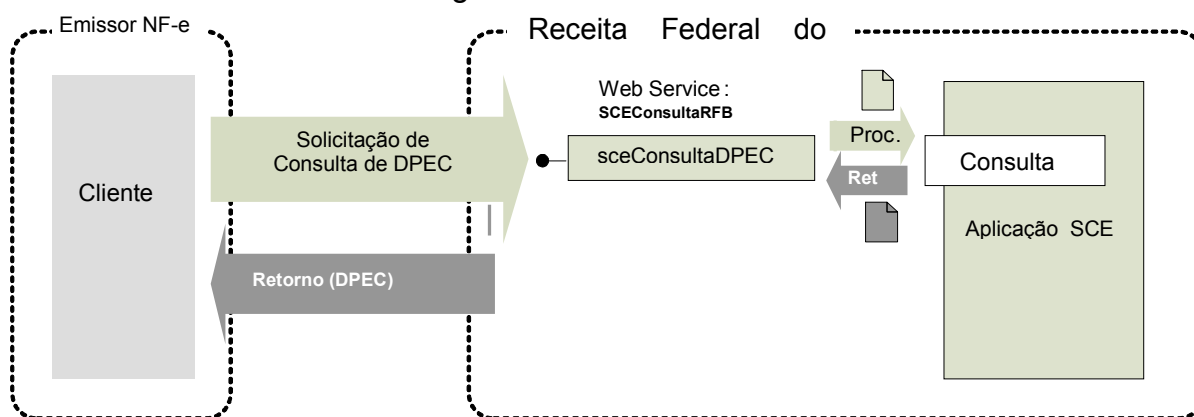 Emissor NF-e
Receita Federal do
Web Service:
SCEConsultaRFB
Solicitação de
Consulta de DPEC
sceConsultaDPEC
Proc.
Ret
Consulta
Cliente
Aplicação SCE
Retorno (DPEC)